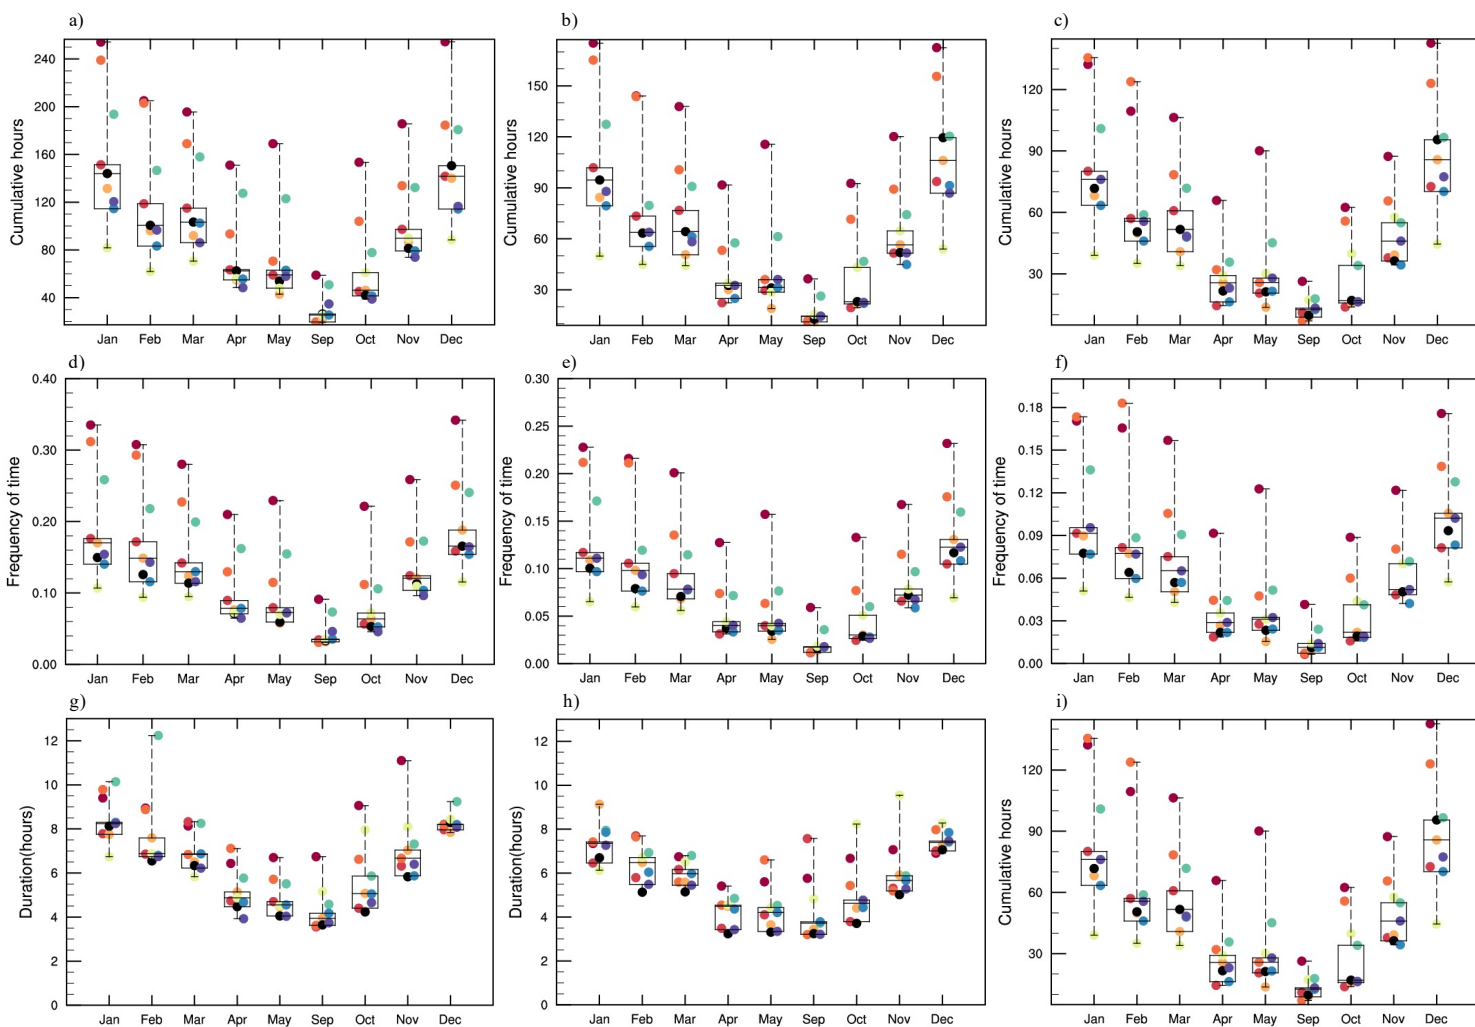 a)
b)
c)
Cumulative hours
240
200
160
120
80
40
Jan Feb Mar Apr May Sep Oct Nov Dec
Cumulative hours
150
120
90
60
30
Jan Feb Mar Apr May Sep Oct Nov Dec
Cumulative hours
120
90
60
30
Jan Feb Mar Apr May Sep Oct Nov Dec
d)
e)
f)
Frequency of time
0.40
0.30
0.20
0.10
0.00
Jan Feb Mar Apr May Sep Oct Nov Dec
Frequency of time
0.30
0.25
0.20
0.15
0.10
0.05
0.00
Jan Feb Mar Apr May Sep Oct Nov Dec
Frequency of time
0.18
0.15
0.12
0.09
0.06
0.03
0.00
Jan Feb Mar Apr May Sep Oct Nov Dec
g)
h)
i)
Duration(hours)
12
10
8
6
4
2
0
Jan Feb Mar Apr May Sep Oct Nov Dec
Duration(hours)
12
10
8
6
4
2
0
Jan Feb Mar Apr May Sep Oct Nov Dec
Cumulative hours
120
90
60
30
Jan Feb Mar Apr May Sep Oct Nov Dec